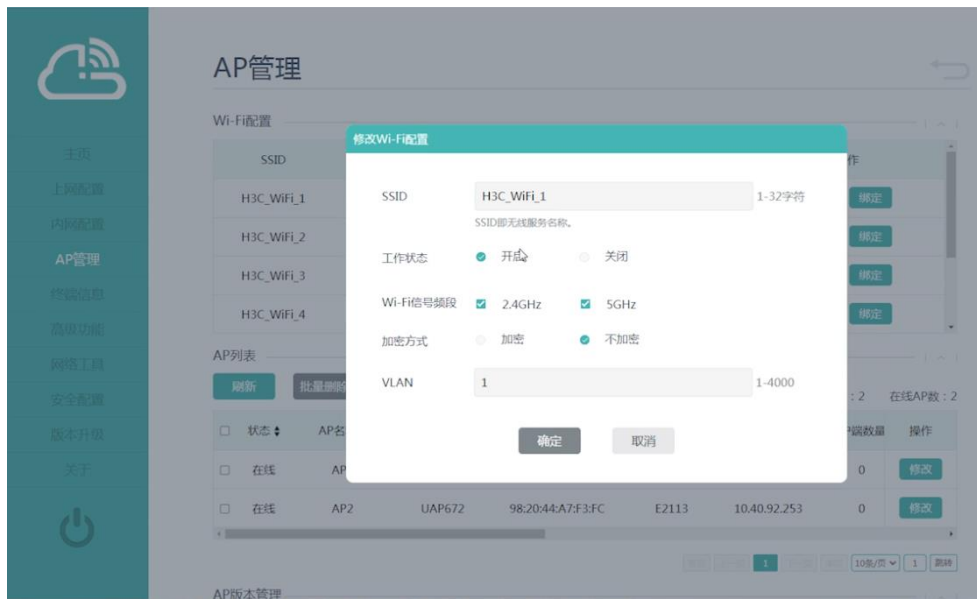 AP管理
Wi-Fi配置
主页
上网配置
内网配置
AP管理
终端信息
高级功能
网络工具
安全配置
版本升级
关于
SSID
作
H3C_WiFi_1
绑定
H3C_WiFi_2
绑定
H3C_WiFi_3
绑定
H3C_WiFi_4
绑定
修改Wi-Fi配置
SSID
H3C_WiFi_1
1-32字符
SSID即无线服务名称。
工作状态
开启
关闭
Wi-Fi信号频段
2.4GHz
5GHz
加密方式
加密
不加密
VLAN
1
1-4000
确定
取消
AP列表
刷新
批量删除
: 2 在线AP数:2
状态 AP名 端数量 操作
在线 AP 0 修改
在线 AP2 UAP672 98:20:44:A7:F3:FC E2113 10.40.92.253 0 修改
1 10条/页 1 跳转
AP版本管理